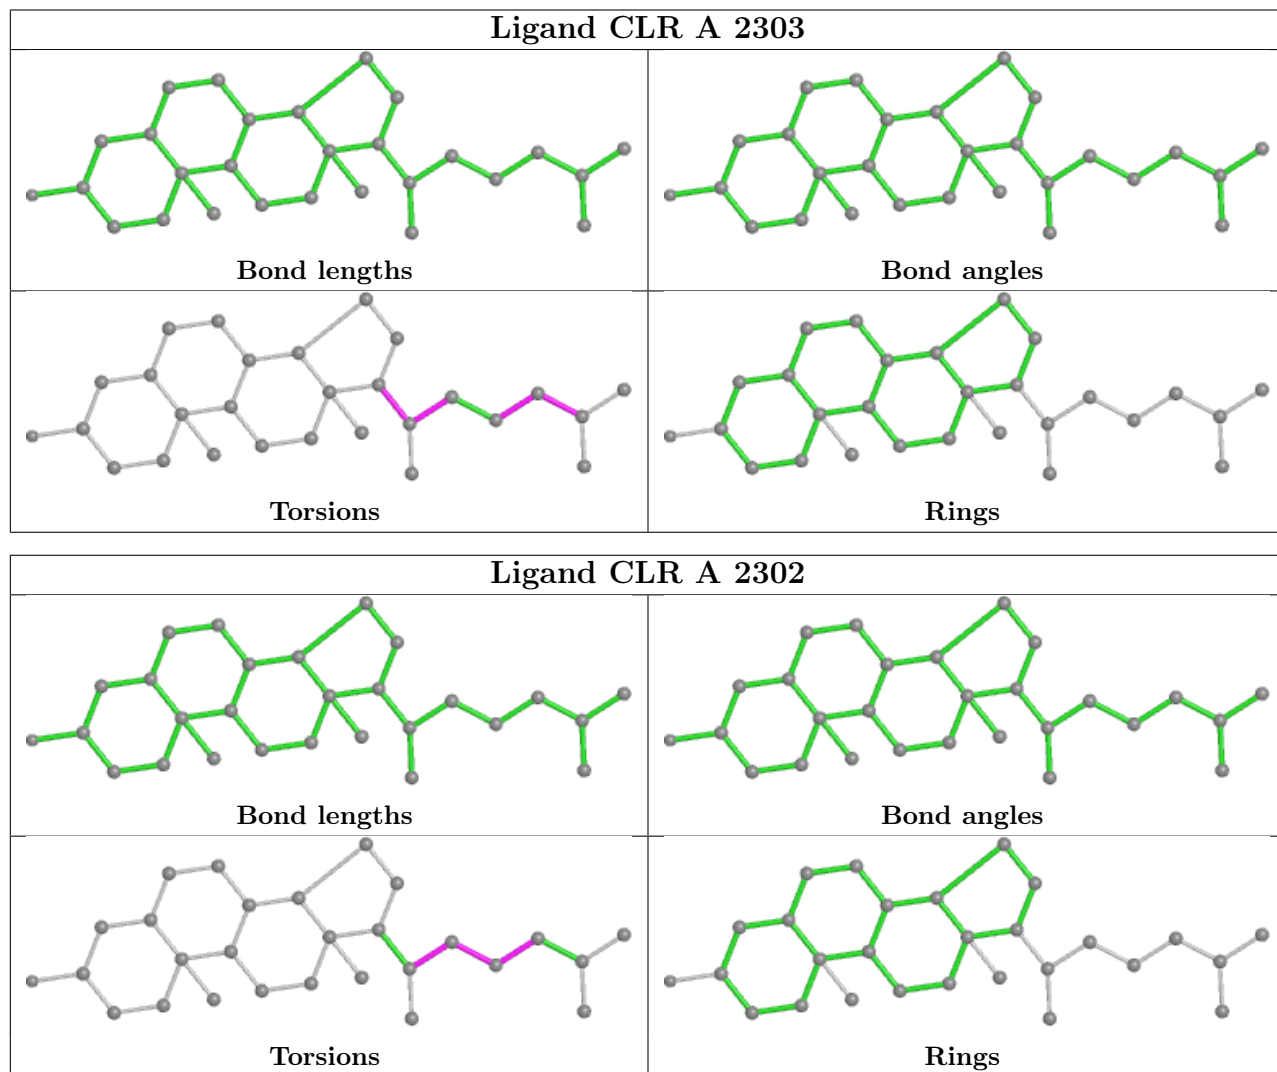 Ligand CLR A 2303
Bond lengths
Bond angles
Torsions
Rings
Ligand CLR A 2302
Bond lengths
Bond angles
Torsions
Rings